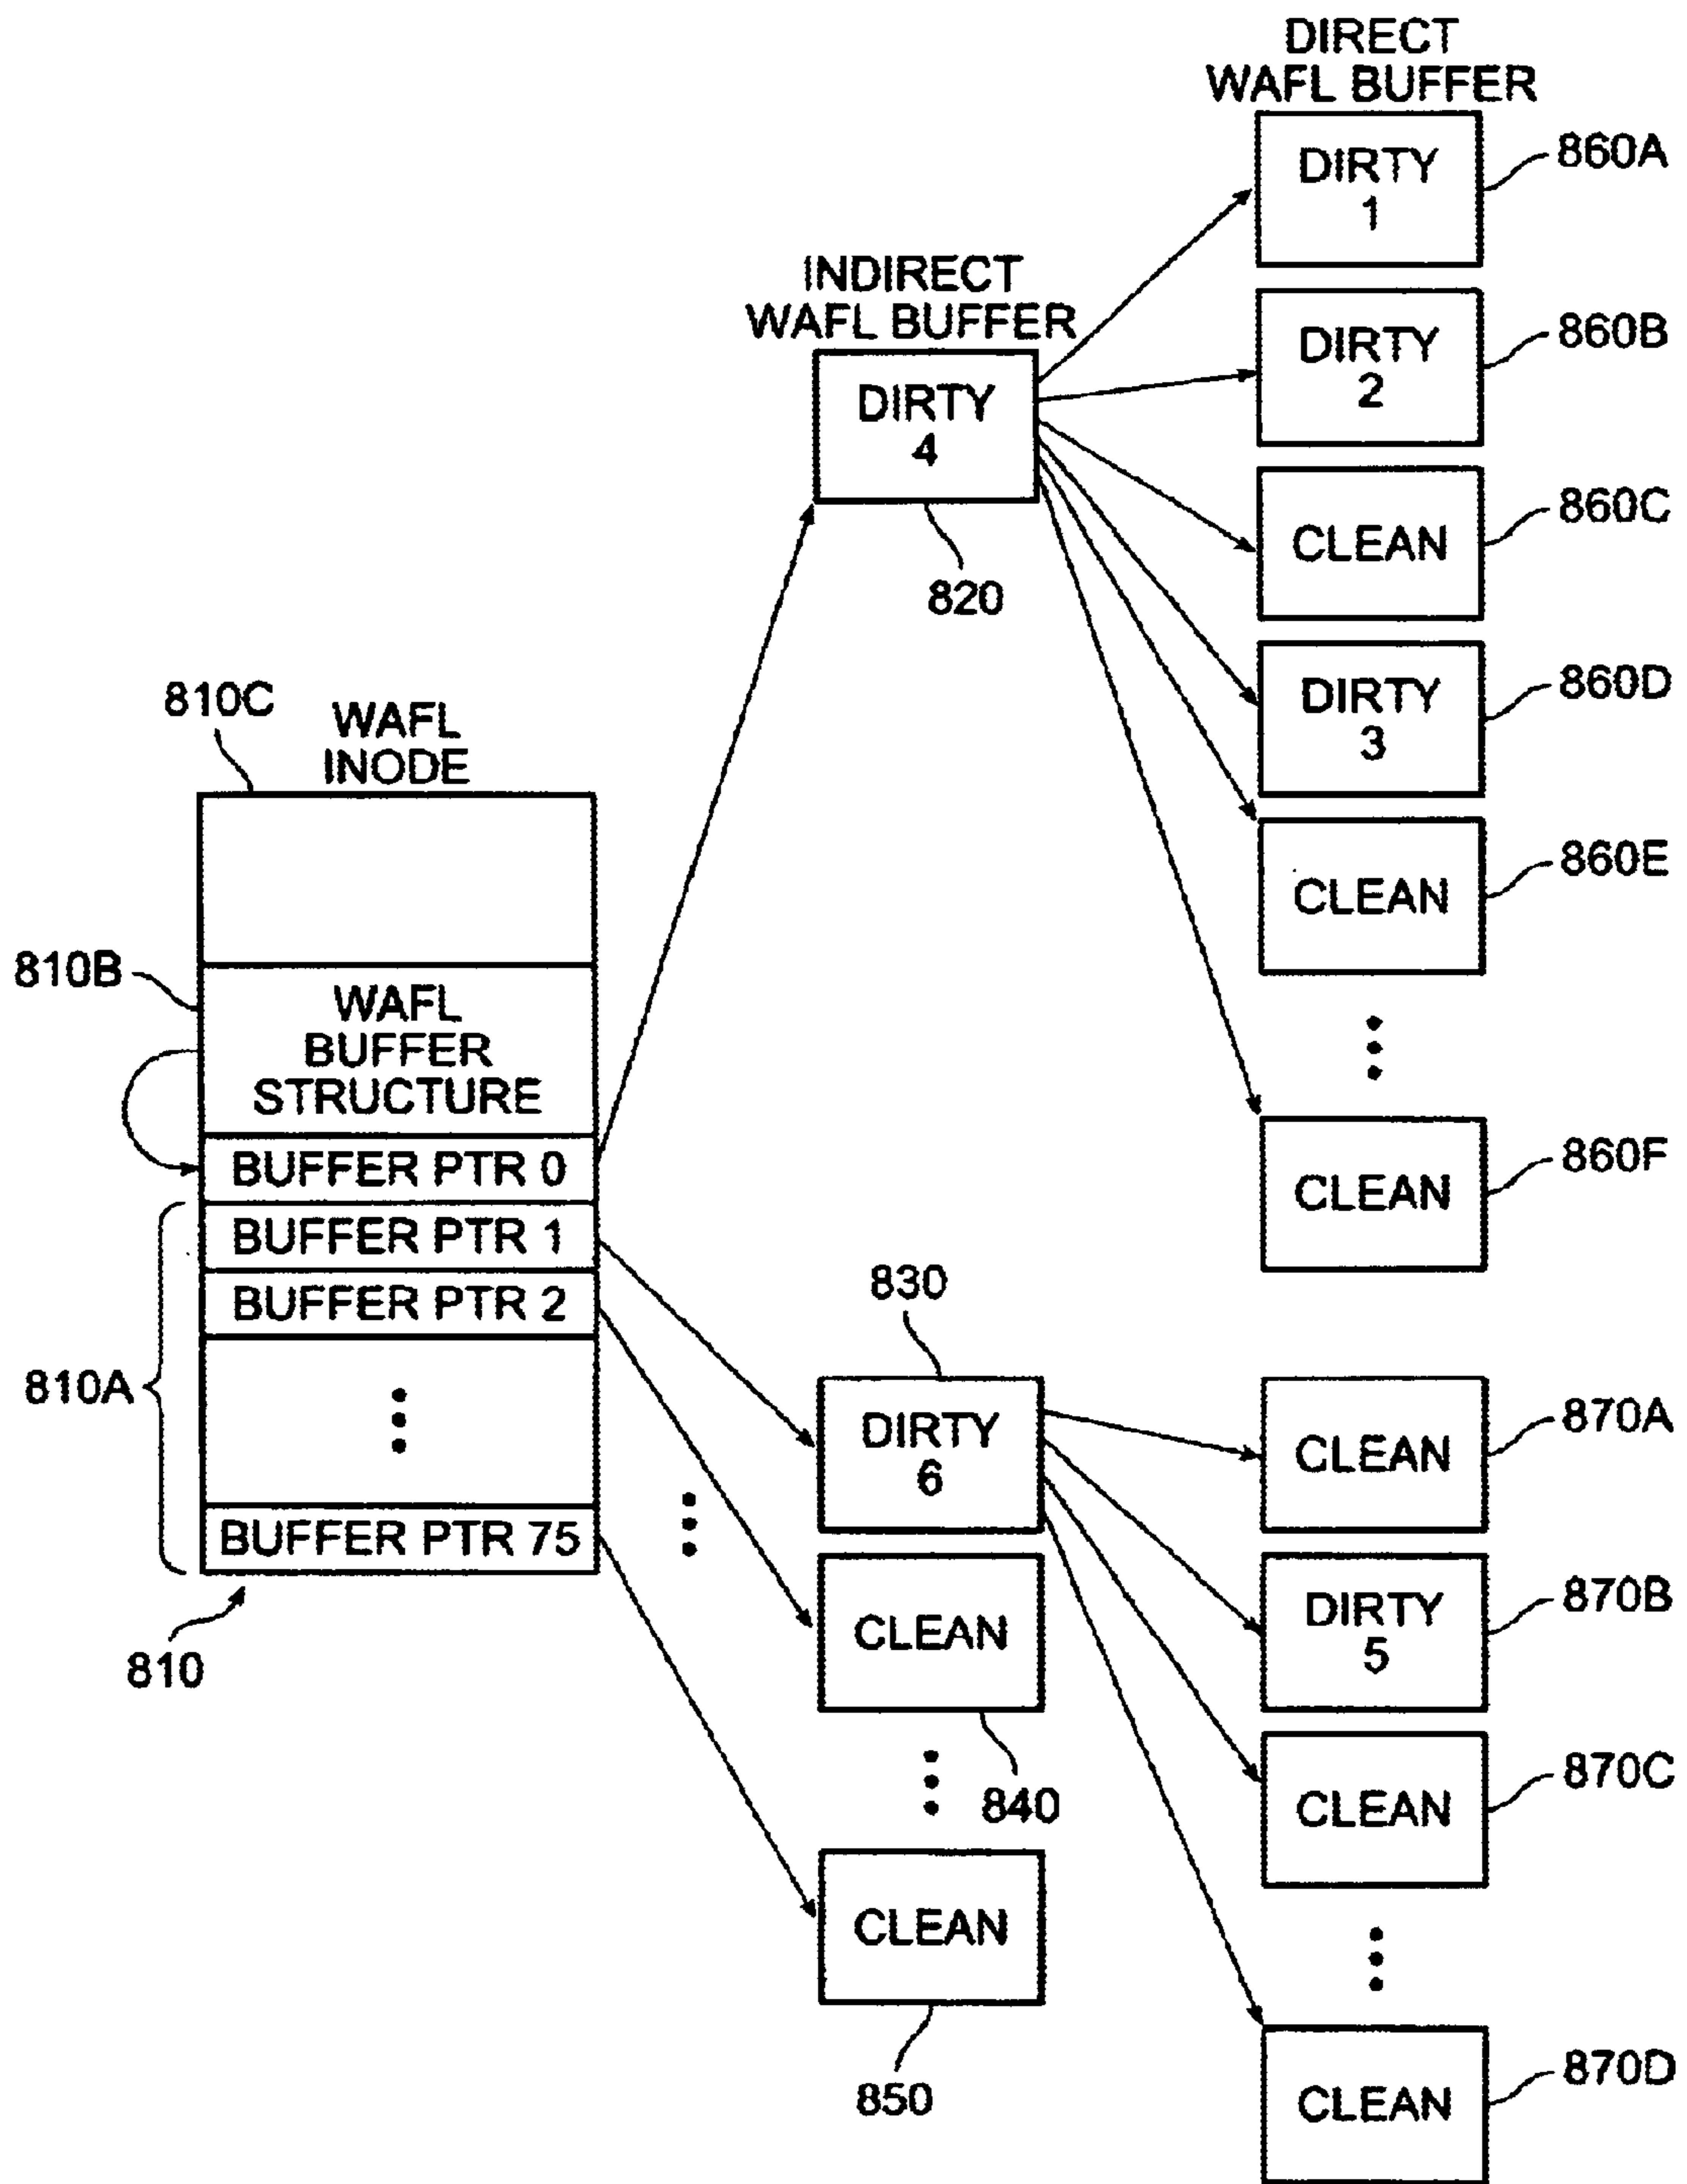 DIRECT
WAFL BUFFER
DIRTY
1
860A
INDIRECT
WAFL BUFFER
DIRTY
2
860B
DIRTY
4
820
CLEAN
860C
DIRTY
3
860D
CLEAN
860E
CLEAN
860F
810C
WAFL
INODE
810B
WAFL
BUFFER
STRUCTURE
BUFFER PTR 0
BUFFER PTR 1
BUFFER PTR 2
810A
BUFFER PTR 75
810
830
DIRTY
6
CLEAN
840
CLEAN
850
CLEAN
870A
DIRTY
5
870B
CLEAN
870C
CLEAN
870D